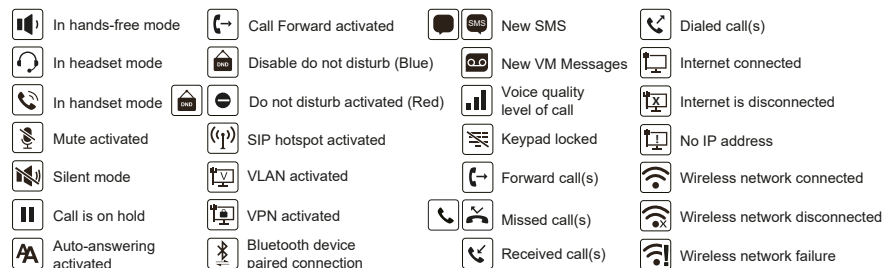 In hands-free mode
Call Forward activated
SMS
New SMS
Dialed call(s)
In headset mode
DND
Disable do not disturb (Blue)
New VM Messages
Internet connected
In handset mode
DND
Do not disturb activated (Red)
Voice quality
level of call
X
Internet is disconnected
Mute activated
SIP hotspot activated
Keypad locked
!
No IP address
Silent mode
V
VLAN activated
Forward call(s)
Wireless network connected
Call is on hold
VPN activated
Missed call(s)
x
Wireless network disconnected
AA
Auto-answering
activated
Bluetooth device
paired connection
Received call(s)
!
Wireless network failure